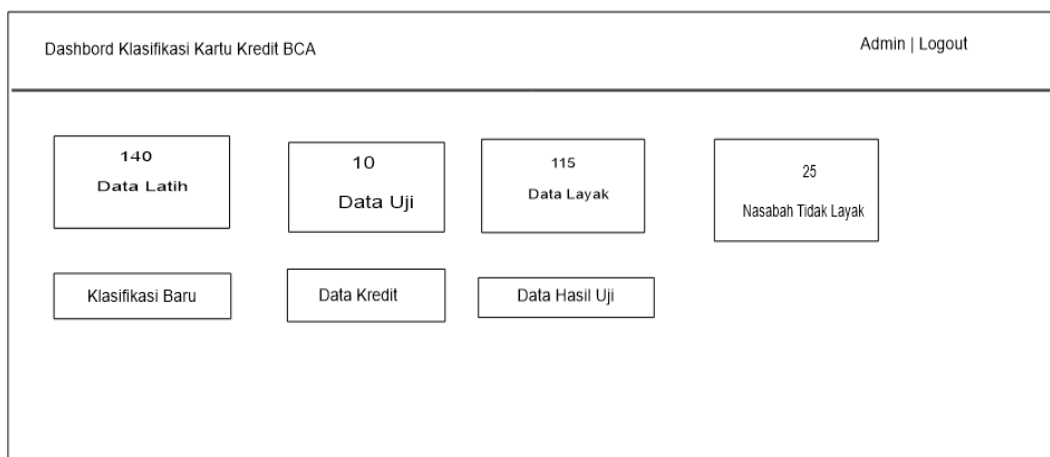 Dashbord Klasifikasi Kartu Kredit BCA
Admin | Logout
140
Data Latih
10
Data Uji
115
Data Layak
25
Nasabah Tidak Layak
Klasifikasi Baru
Data Kredit
Data Hasil Uji